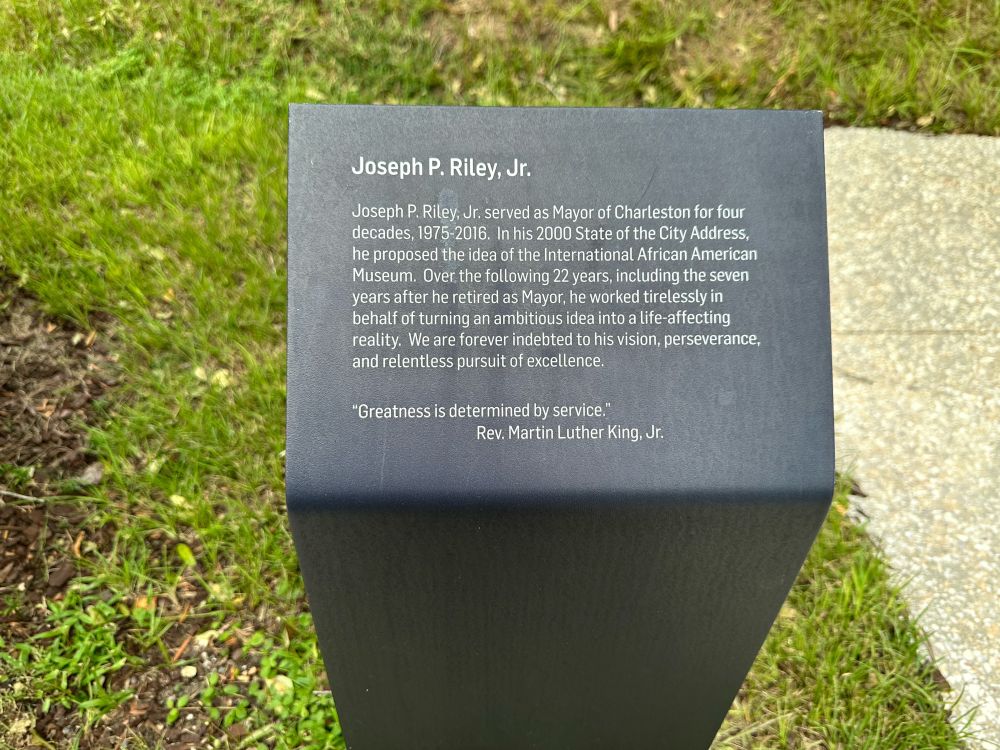 Joseph P. Riley, Jr.
Joseph P. Riley, Jr. served as Mayor of Charleston for four
decades, 1975-2016.  In his 2000 State of the City Address,
he proposed the idea of the International African American
Museum.  Over the following 22 years, including the seven
years after he retired as Mayor, he worked tirelessly in
behalf of turning an ambitious idea into a life-affecting
reality.  We are forever indebted to his vision, perseverance,
and relentless pursuit of excellence.
“Greatness is determined by service.”
Rev. Martin Luther King, Jr.